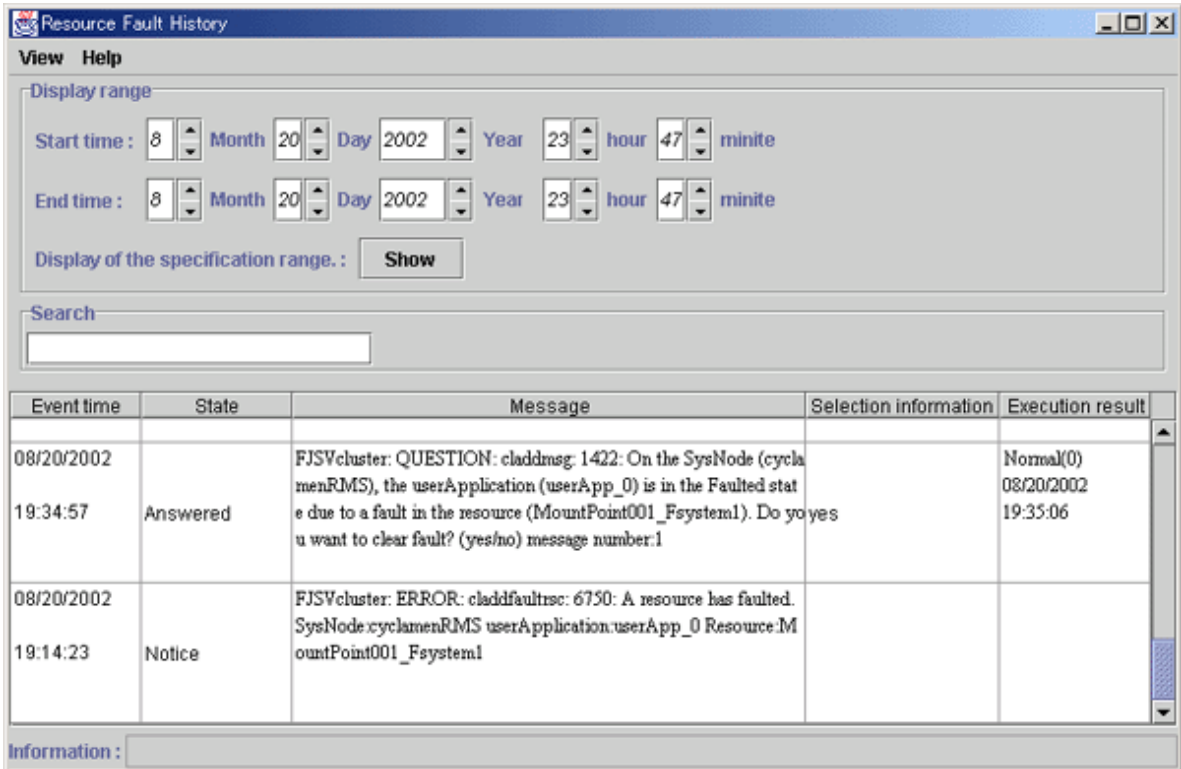 Resource Fault History
View Help
Display range
Start time : 8 Month 20 Day 2002 Year 23 hour 47 minite
End time : 8 Month 20 Day 2002 Year 23 hour 47 minite
Display of the specification range. : Show
Search
Event time State Message Selection information Execution result
08/20/2002 FJSVcluster: QUESTION: claddmsg: 1422: On the SysNode (cycla Normal(0)
menRMS), the userApplication (userApp_0) is in the Faulted stat 08/20/2002
19:34:57 Answered e due to a fault in the resource (MountPoint001_Fsystem1). Do yo yes 19:35:06
u want to clear fault? (yes/no) message number:1
08/20/2002 FJSVcluster: ERROR: claddfaultrsc: 6750: A resource has faulted.
SysNode:cyclamenRMS userApplication:userApp_0 Resource:M
19:14:23 Notice ountPoint001_Fsystem1
Information :